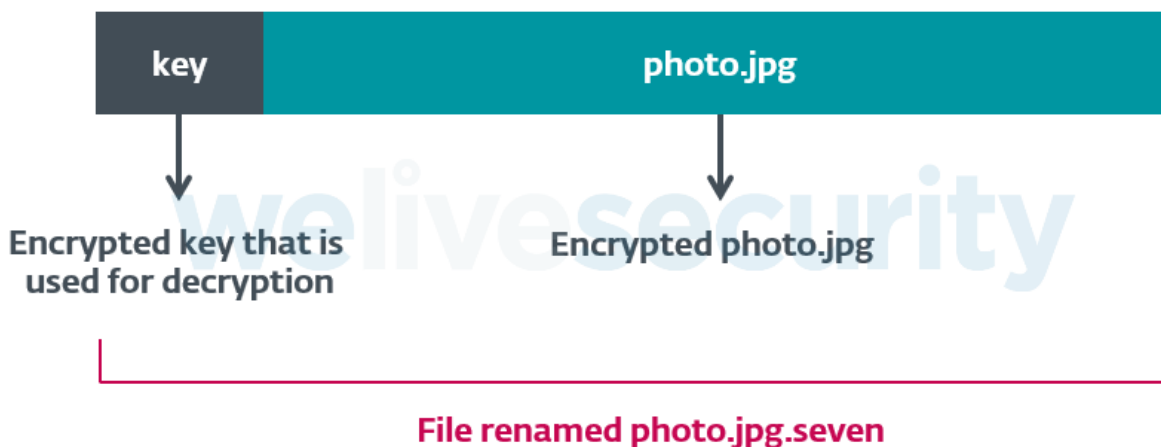 key
photo.jpg
welivesecurity
Encrypted key that is
used for decryption
Encrypted photo.jpg
File renamed photo.jpg.seven